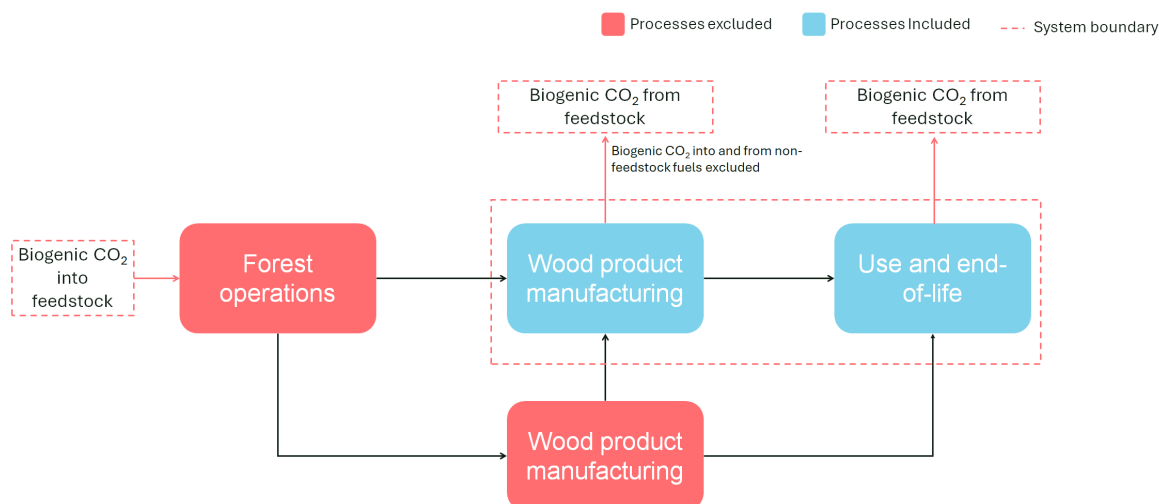 Processes excluded
Processes Included
System boundary
Biogenic CO₂ from
feedstock
Biogenic CO₂ from
feedstock
Biogenic CO₂ into and from non-
feedstock fuels excluded
Biogenic CO₂
into
feedstock
Forest
operations
Wood product
manufacturing
Use and end-
of-life
Wood product
manufacturing